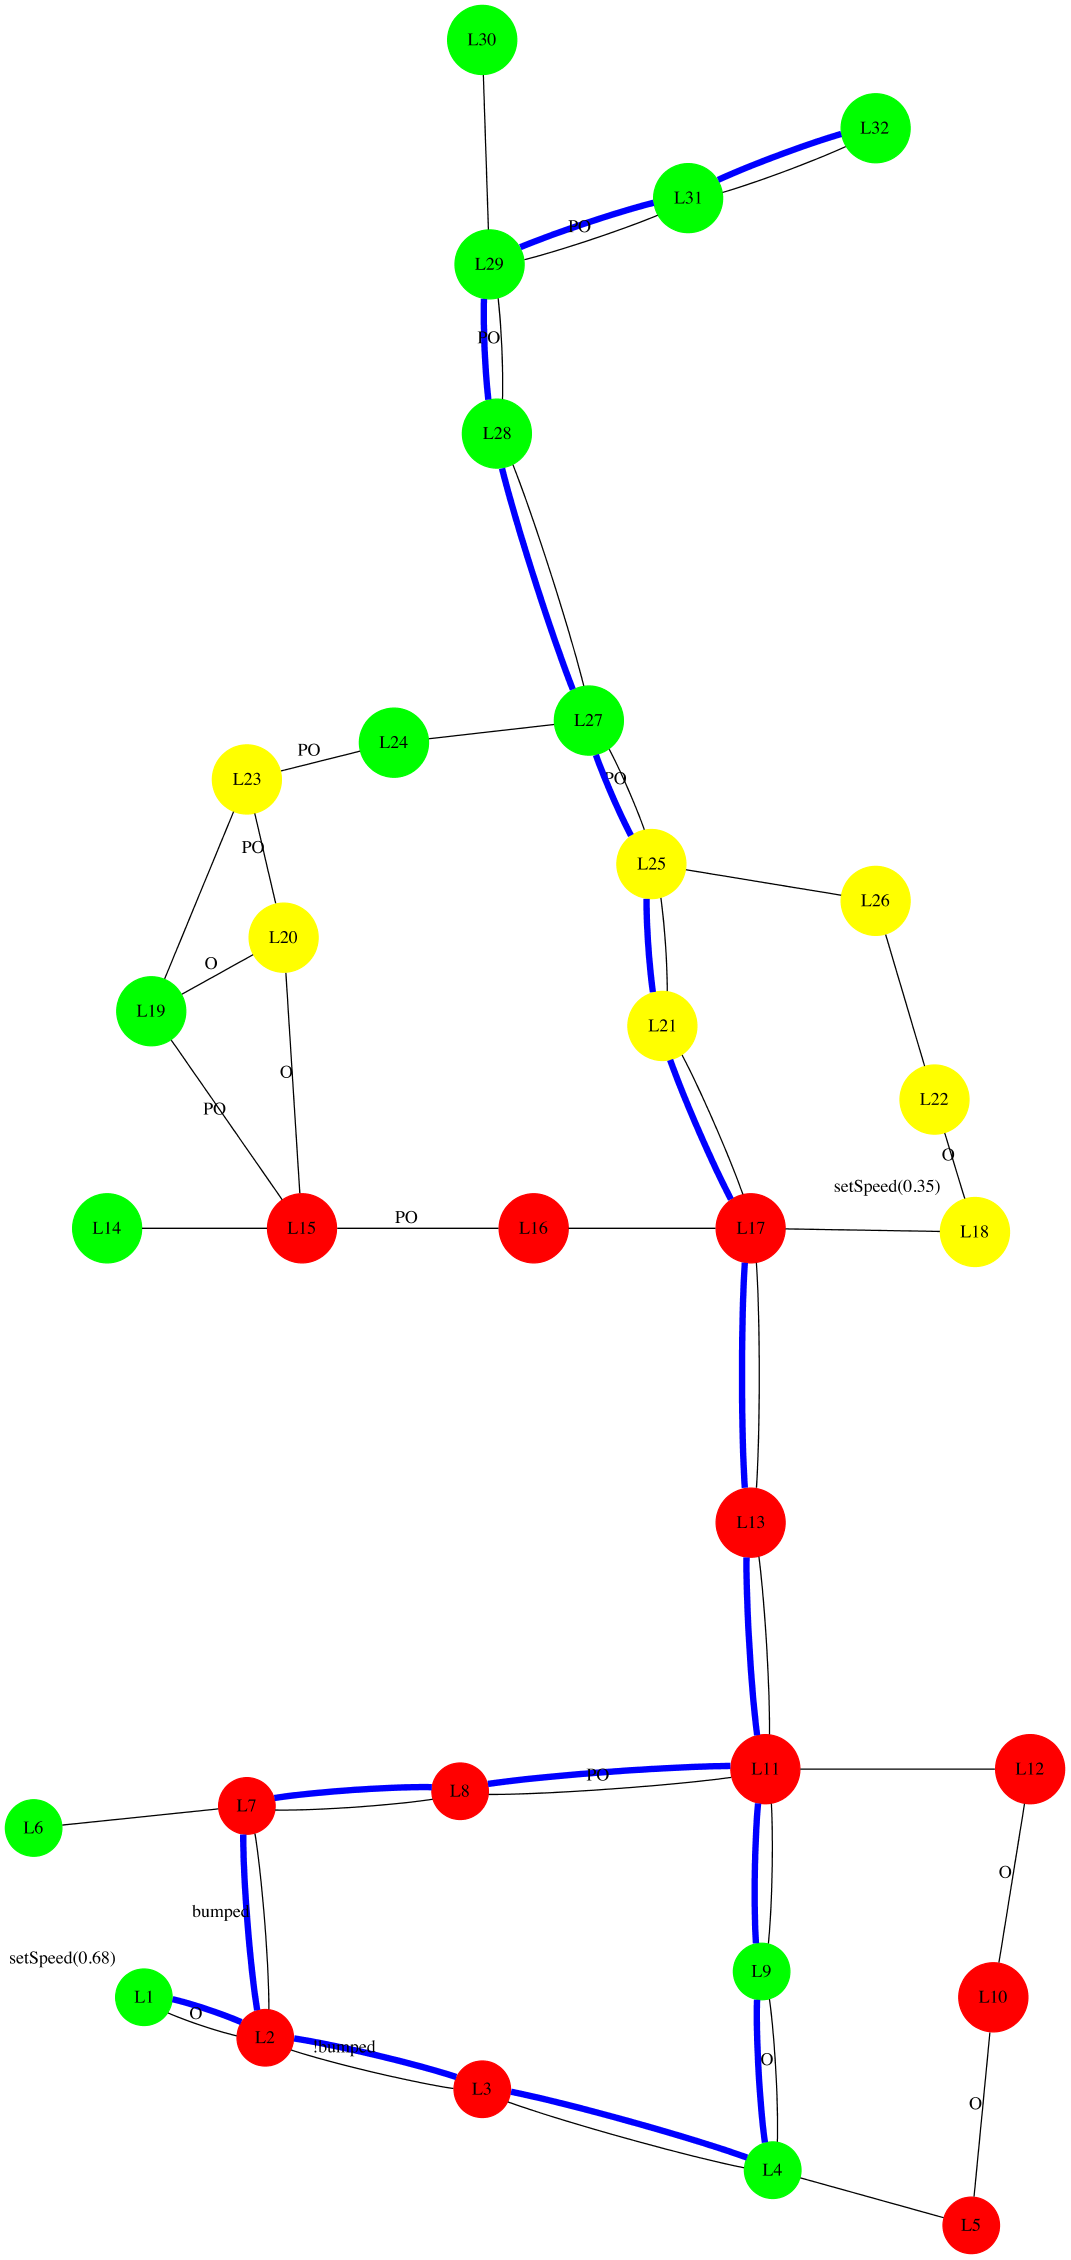 L30
L32
L31
PO
L29
PO
L28
L27
L24
PO
L23
PO
PO
L25
L26
L20
O
L19
L21
O
L22
PO
O
setSpeed(0.35)
L14
L15
PO
L16
L17
L18
L13
L11
L12
PO
L8
L7
L6
O
bumped
setSpeed(0.68)
L9
L1
L10
O
L2
!bumped
O
L3
O
L4
L5